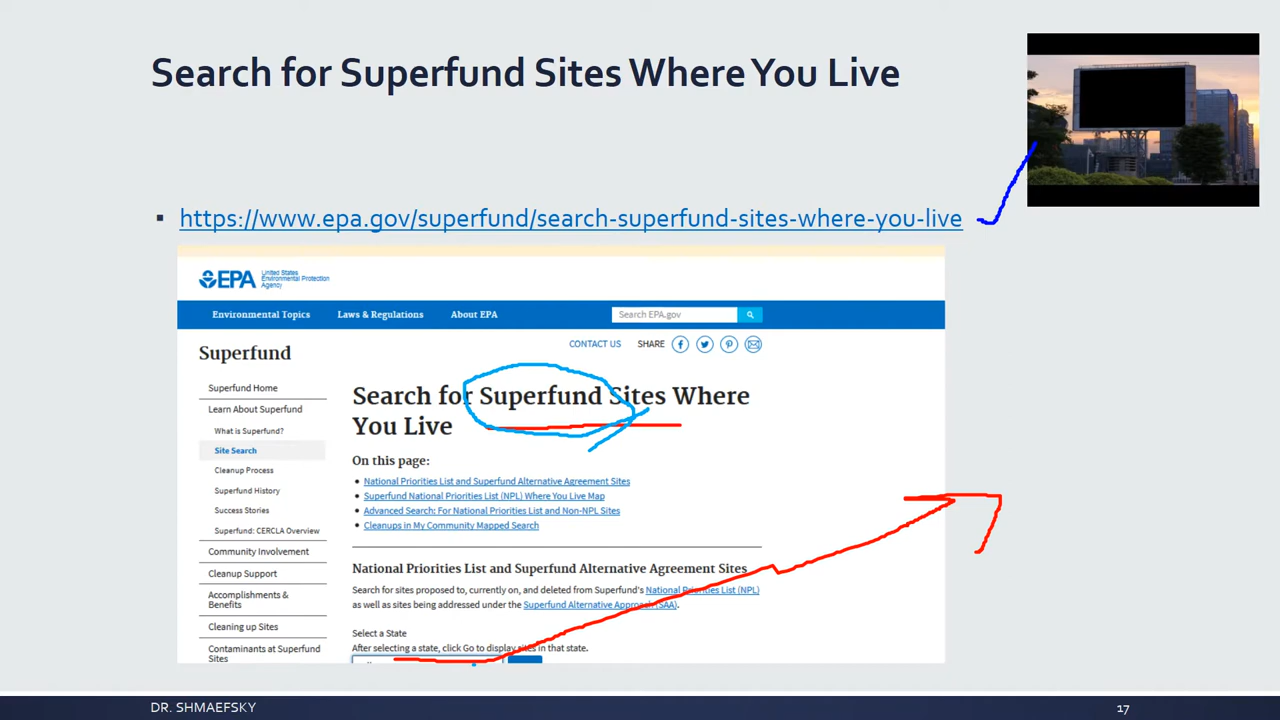 Search for Superfund Sites Where You Live
▪ https://www.epa.gov/superfund/search-superfund-sites-where-you-live
EPA
United States
Environmental Protection
Agency
Environmental Topics Laws & Regulations About EPA Search EPA.gov
CONTACT US SHARE
Superfund
Superfund Home
Learn About Superfund
What is Superfund?
Site Search
Cleanup Process
Superfund History
Success Stories
Superfund: CERCLA Overview
Community Involvement
Cleanup Support
Accomplishments &
Benefits
Cleaning up Sites
Contaminants at Superfund
Sites
Search for Superfund Sites Where
You Live
On this page:
• National Priorities List and Superfund Alternative Agreement Sites
• Superfund National Priorities List (NPL) Where You Live Map
• Advanced Search: For National Priorities List and Non-NPL Sites
• Cleanups in My Community Mapped Search
National Priorities List and Superfund Alternative Agreement Sites
Search for sites proposed to, currently on, and deleted from Superfund's National Priorities List (NPL)
as well as sites being addressed under the Superfund Alternative Approach (SAA).
Select a State
After selecting a state, click Go to display sites in that state.
DR. SHMAEFSKY 17